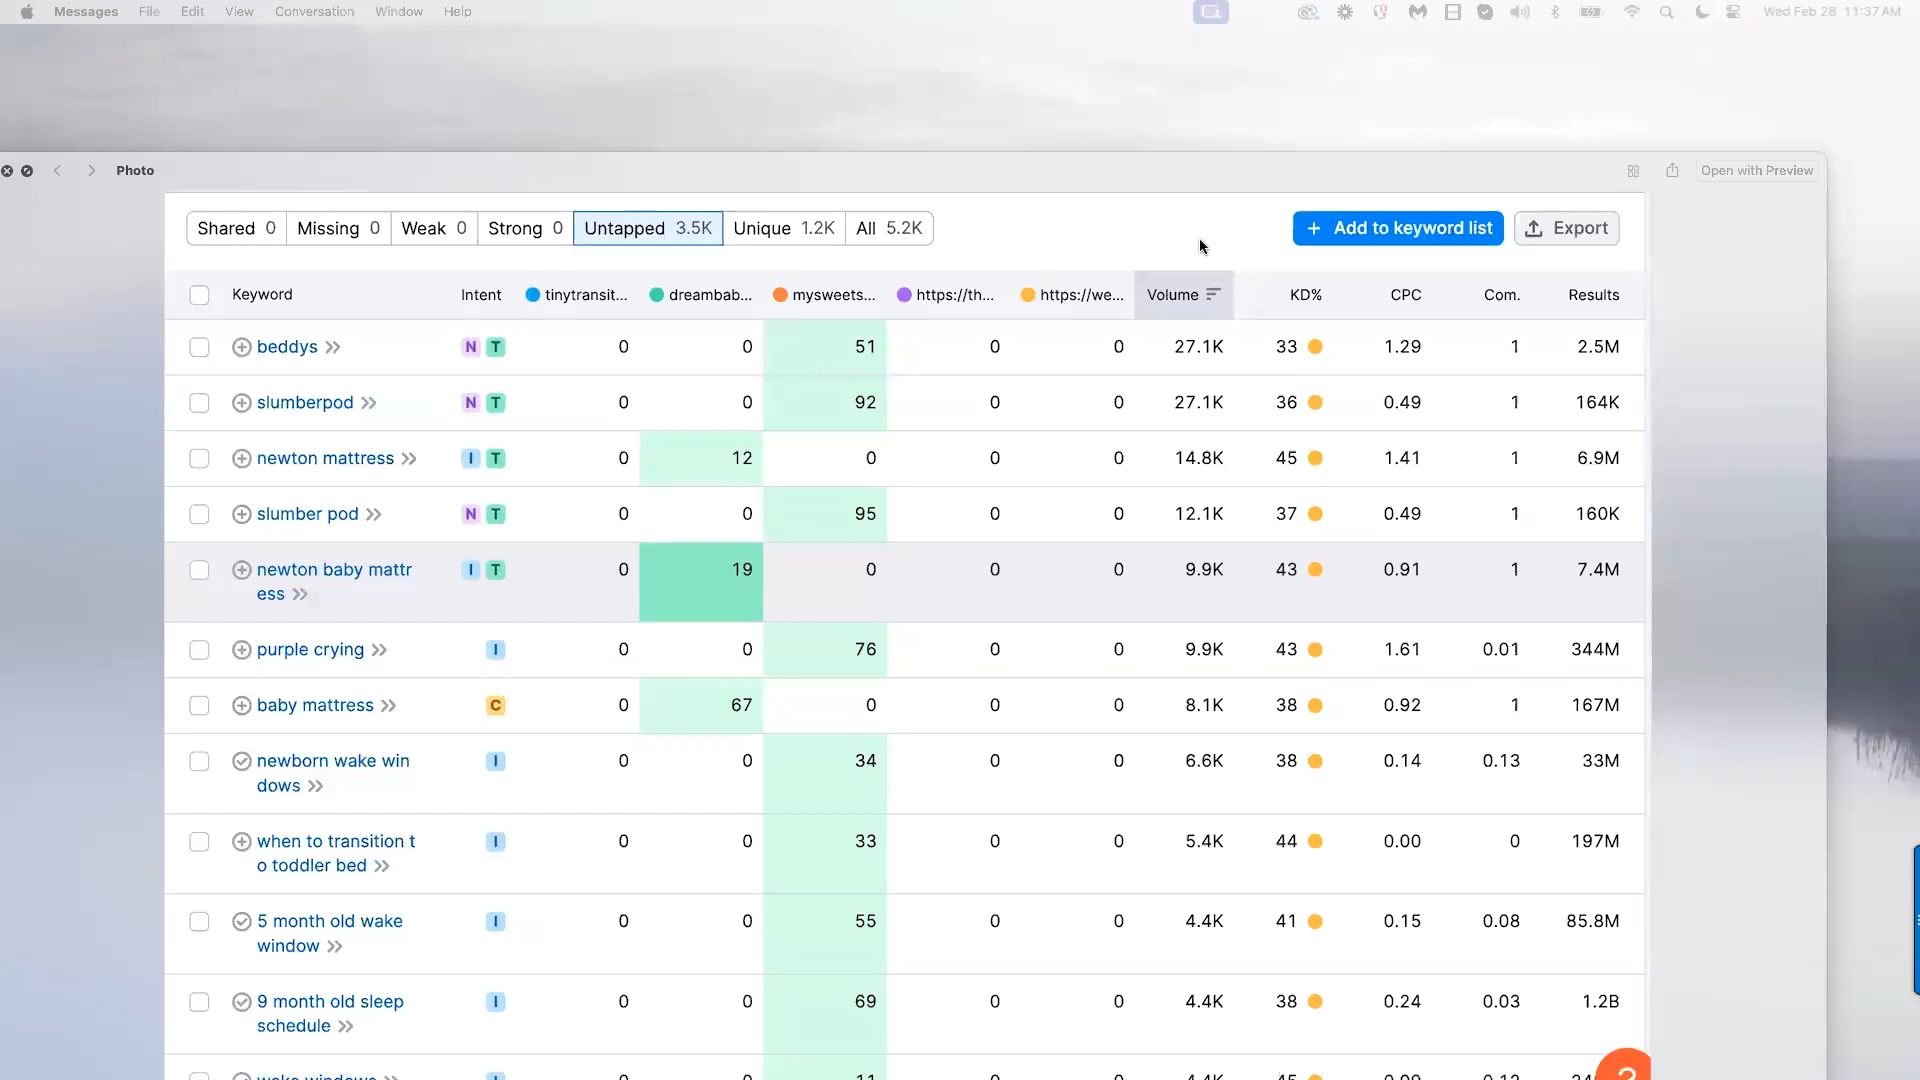 Messages File Edit View Conversation Window Help Wed Feb 28 11:37 AM
Photo Open with Preview
Shared 0 Missing 0 Weak 0 Strong 0 Untapped 3.5K Unique 1.2K All 5.2K + Add to keyword list Export
Keyword Intent tinytransit... dreambab... mysweets... https://th... https://we... Volume KD% CPC Com. Results
beddys N T 0 0 51 0 0 27.1K 33 1.29 1 2.5M
slumberpod N T 0 0 92 0 0 27.1K 36 0.49 1 164K
newton mattress I T 0 12 0 0 0 14.8K 45 1.41 1 6.9M
slumber pod N T 0 0 95 0 0 12.1K 37 0.49 1 160K
newton baby mattr I T 0 19 0 0 0 9.9K 43 0.91 1 7.4M
ess
purple crying I 0 0 76 0 0 9.9K 43 1.61 0.01 344M
baby mattress C 0 67 0 0 0 8.1K 38 0.92 1 167M
newborn wake win I 0 0 34 0 0 6.6K 38 0.14 0.13 33M
dows
when to transition t I 0 0 33 0 0 5.4K 44 0.00 0 197M
o toddler bed
5 month old wake I 0 0 55 0 0 4.4K 41 0.15 0.08 85.8M
window
9 month old sleep I 0 0 69 0 0 4.4K 38 0.24 0.03 1.2B
schedule
wake windows